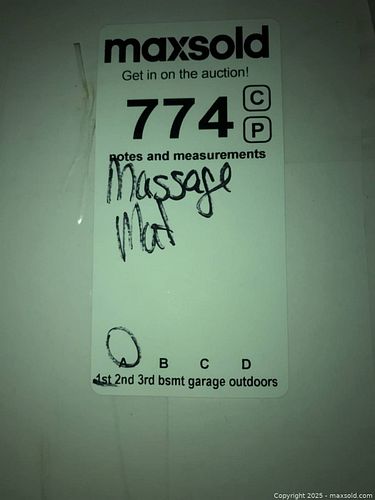 maxsold
Get in on the auction!
774 C
P
notes and measurements
Massage
Mat
A B C D
1st 2nd 3rd bsmt garage outdoors
Copyright 2025 - maxsold.com